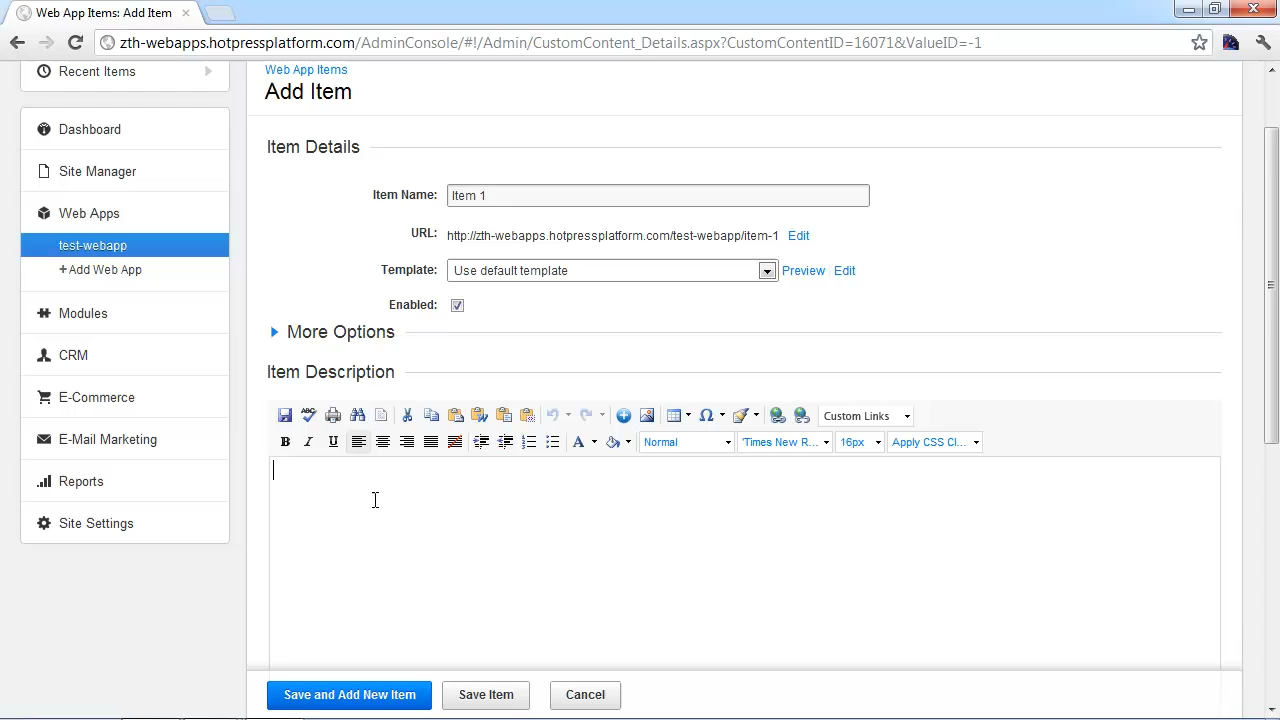 Web App Items: Add Item
zth-webapps.hotpressplatform.com/AdminConsole/#!/Admin/CustomContent_Details.aspx?CustomContentID=16071&ValueID=-1
Recent Items
Dashboard
Site Manager
Web Apps
test-webapp
+ Add Web App
Modules
CRM
E-Commerce
E-Mail Marketing
Reports
Site Settings
Web App Items
Add Item
Item Details
Item Name: Item 1
URL: http://zth-webapps.hotpressplatform.com/test-webapp/item-1 Edit
Template: Use default template Preview Edit
Enabled:
More Options
Item Description
ABC Custom Links
B I U A Normal 'Times New R... 16px Apply CSS Cl...
Save and Add New Item Save Item Cancel